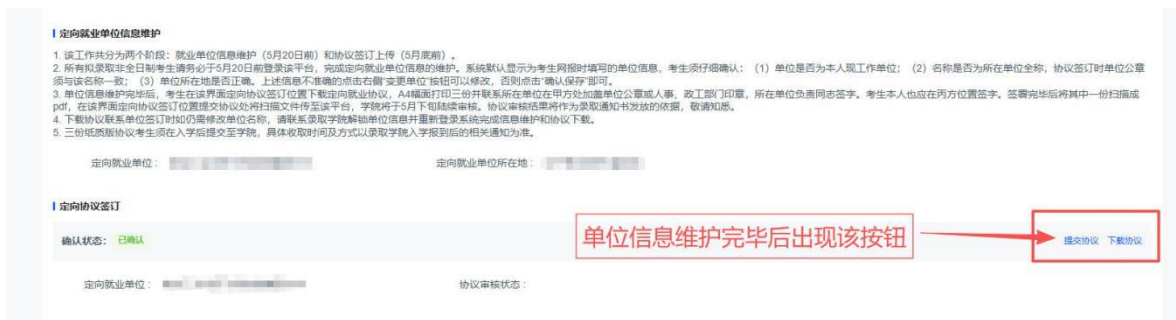 定向就业单位信息维护
1. 该工作共分为两个阶段：就业单位信息维护（5月20日前）和协议签订上传（5月底前）。
2. 所有拟录取非全日制考生请务必于5月20日前登录该平台，完成定向就业单位信息的维护。系统默认显示为考生网报时填写的单位信息，考生须仔细确认：（1）单位是否为本人现工作单位；（2）名称是否为所在单位全称，协议签订时单位公章
须与该名称一致；（3）单位所在地是否正确。上述信息不准确的点击右侧“变更单位”按钮可以修改，否则点击“确认保存”即可。
3. 单位信息维护完毕后，考生在该界面定向协议签订位置下载定向就业协议，A4幅面打印三份并联系所在单位在甲方处加盖单位公章或人事、政工部门印章，所在单位负责同志签字。考生本人也应在丙方位置签字。签署完毕后将其中一份扫描成
pdf，在该界面定向协议签订位置提交协议处将扫描文件传至该平台，学院将于5月下旬陆续审核。协议审核结果将作为录取通知书发放的依据，敬请知悉。
4. 下载协议联系单位签订时如仍需修改单位名称，请联系录取学院解锁单位信息并重新登录系统完成信息维护和协议下载。
5. 三份纸质版协议考生须在入学后提交至学院，具体收取时间及方式以录取学院入学报到后的相关通知为准。
定向就业单位： 定向就业单位所在地：
定向协议签订
确认状态： 已确认 单位信息维护完毕后出现该按钮 提交协议 下载协议
定向就业单位： 协议审核状态：